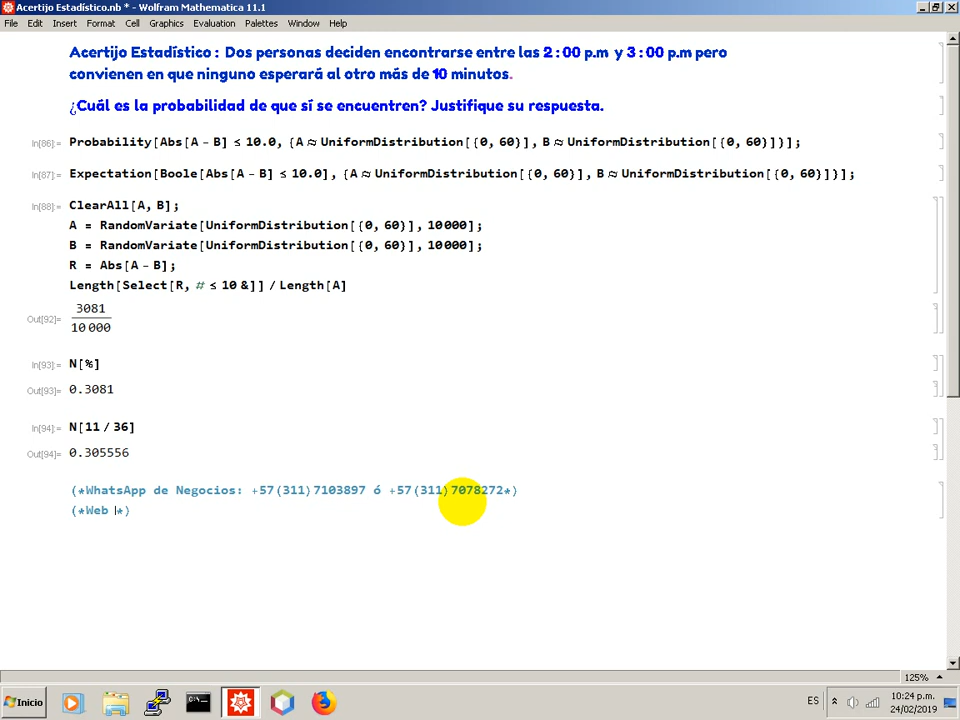 Acertijo Estadístico.nb * - Wolfram Mathematica 11.1
File Edit Insert Format Cell Graphics Evaluation Palettes Window Help
Acertijo Estadístico : Dos personas deciden encontrarse entre las 2 : 00 p.m y 3 : 00 p.m pero
convienen en que ninguno esperará al otro más de 10 minutos.
¿Cuál es la probabilidad de que sí se encuentren? Justifique su respuesta.
In[86]:= Probability[Abs[A - B] ≤ 10.0, {A ≈ UniformDistribution[{0, 60}], B ≈ UniformDistribution[{0, 60}]}];
In[87]:= Expectation[Boole[Abs[A - B] ≤ 10.0], {A ≈ UniformDistribution[{0, 60}], B ≈ UniformDistribution[{0, 60}]}];
In[88]:= ClearAll[A, B];
A = RandomVariate[UniformDistribution[{0, 60}], 10000];
B = RandomVariate[UniformDistribution[{0, 60}], 10000];
R = Abs[A - B];
Length[Select[R, # ≤ 10 &]] / Length[A]
3081
Out[92]=
10000
In[93]:= N[%]
Out[93]= 0.3081
In[94]:= N[11 / 36]
Out[94]= 0.305556
(*WhatsApp de Negocios: +57(311)7103897 ó +57(311)7078272*)
(*Web *)
125%
Inicio
ES
10:24 p.m.
24/02/2019